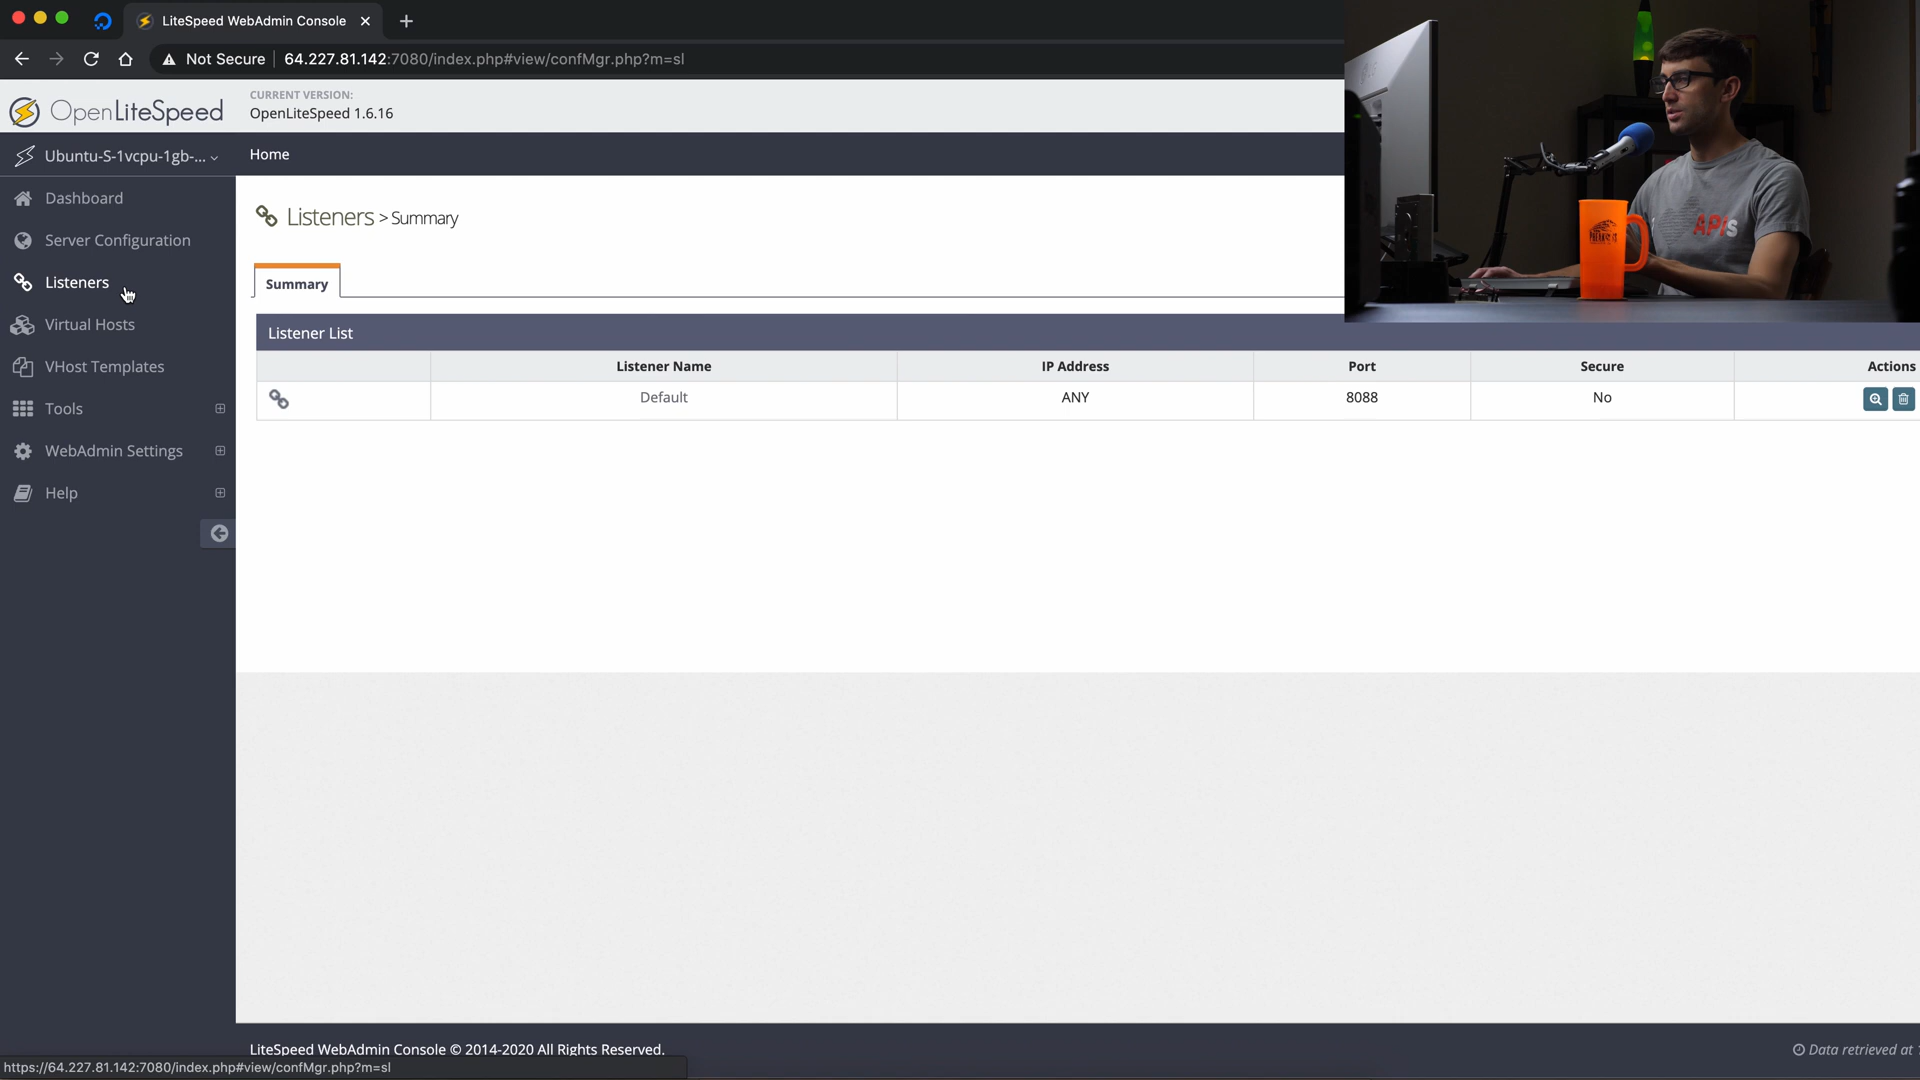 LiteSpeed WebAdmin Console
Not Secure
64.227.81.142:7080/index.php#view/confMgr.php?m=sl
OpenLiteSpeed
CURRENT VERSION:
OpenLiteSpeed 1.6.16
Ubuntu-S-1vcpu-1gb-...
Home
Dashboard
Server Configuration
Listeners
Virtual Hosts
VHost Templates
Tools
WebAdmin Settings
Help
Listeners > Summary
Summary
Listener List
Listener Name IP Address Port Secure Actions
Default ANY 8088 No
APIs
LiteSpeed WebAdmin Console © 2014-2020 All Rights Reserved.
Data retrieved at
https://64.227.81.142:7080/index.php#view/confMgr.php?m=sl